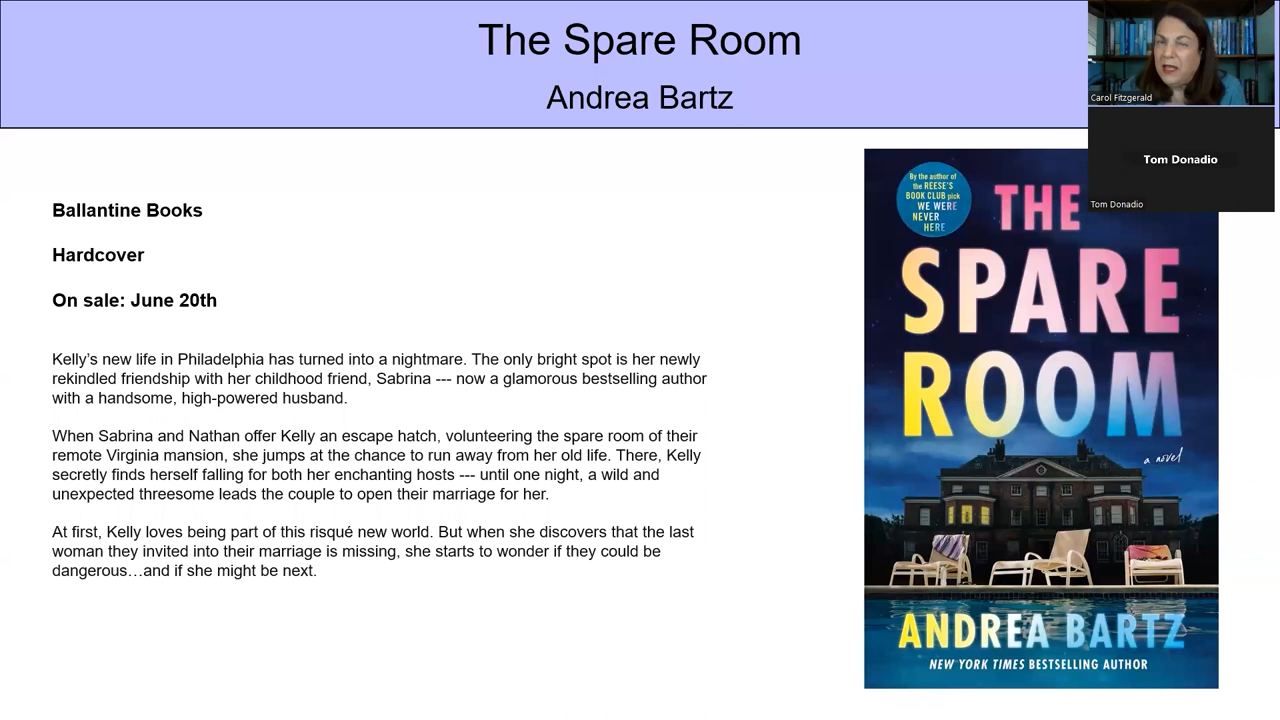 The Spare Room
Andrea Bartz
Carol Fitzgerald
Tom Donadio
Tom Donadio
Ballantine Books
Hardcover
On sale: June 20th
Kelly's new life in Philadelphia has turned into a nightmare. The only bright spot is her newly
rekindled friendship with her childhood friend, Sabrina --- now a glamorous bestselling author
with a handsome, high-powered husband.
When Sabrina and Nathan offer Kelly an escape hatch, volunteering the spare room of their
remote Virginia mansion, she jumps at the chance to run away from her old life. There, Kelly
secretly finds herself falling for both her enchanting hosts --- until one night, a wild and
unexpected threesome leads the couple to open their marriage for her.
At first, Kelly loves being part of this risqué new world. But when she discovers that the last
woman they invited into their marriage is missing, she starts to wonder if they could be
dangerous…and if she might be next.
By the author of
the REESE'S
BOOK CLUB pick
WE WERE
NEVER
HERE
THE
SPARE
ROOM
a novel
ANDREA BARTZ
NEW YORK TIMES BESTSELLING AUTHOR